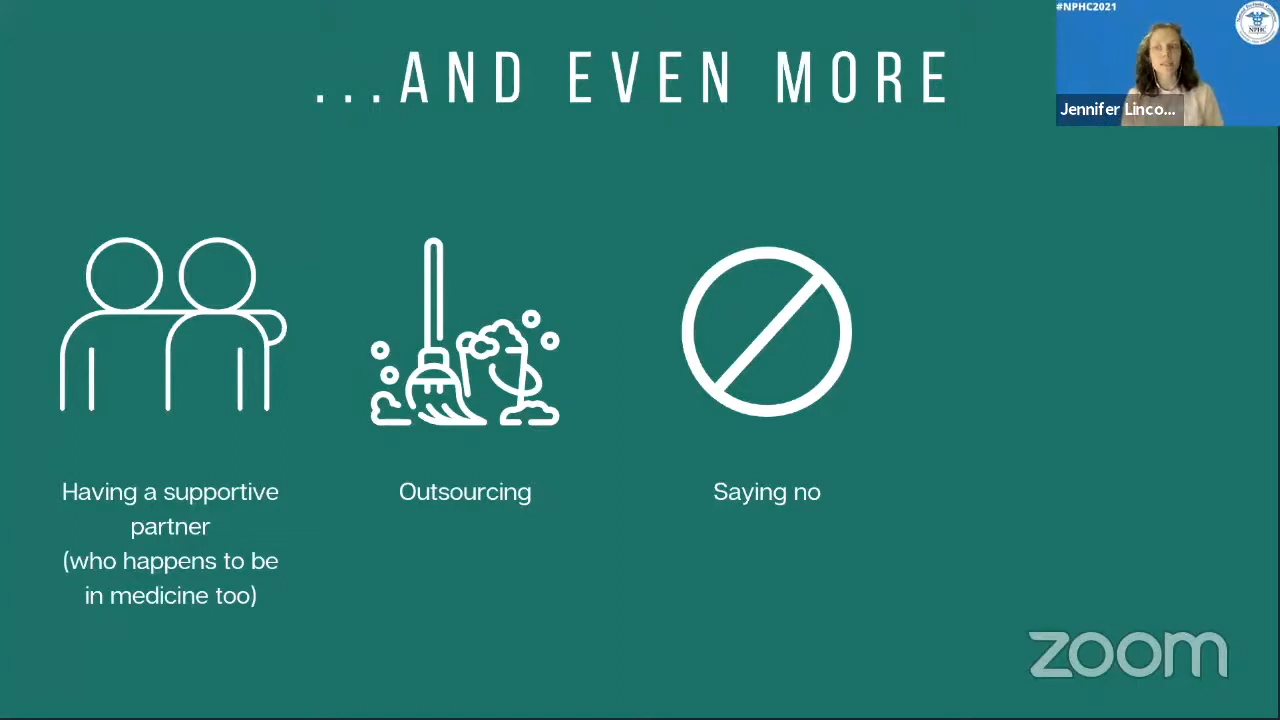 ...AND EVEN MORE
#NPHC2021
NPHC
Jennifer Linco...
Having a supportive
partner
(who happens to be
in medicine too)
Outsourcing
Saying no
zoom